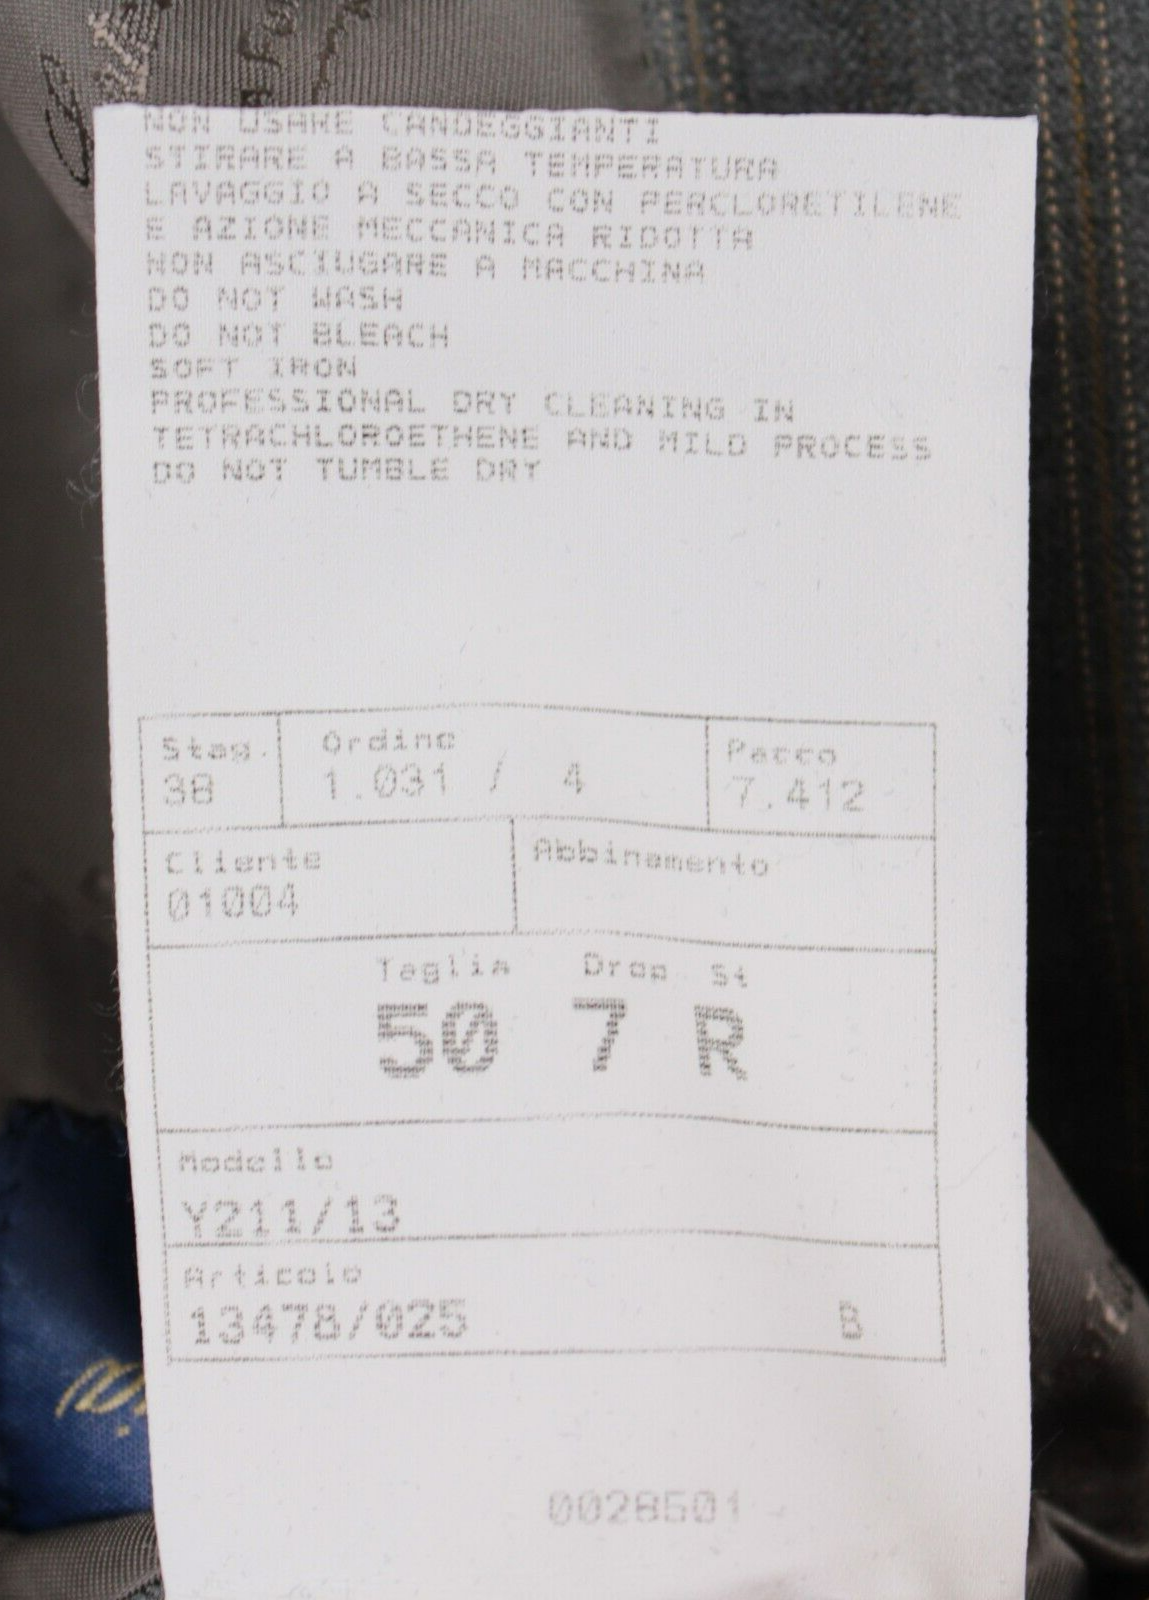 NON USARE CANDEGGIANTI
STIRARE A BASSA TEMPERATURA
LAVAGGIO A SECCO CON PERCLORETILENE
E AZIONE MECCANICA RIDOTTA
NON ASCIUGARE A MACCHINA
DO NOT WASH
DO NOT BLEACH
SOFT IRON
PROFESSIONAL DRY CLEANING IN
TETRACHLOROETHENE AND MILD PROCESS
DO NOT TUMBLE DRY
Stag. Ordine Pacco
38 1.031 / 4 7.412
Cliente Abbinamento
01004
Taglia Drop St
50 7 R
Modello
Y211/13
Articolo
13478/025 B
0028501